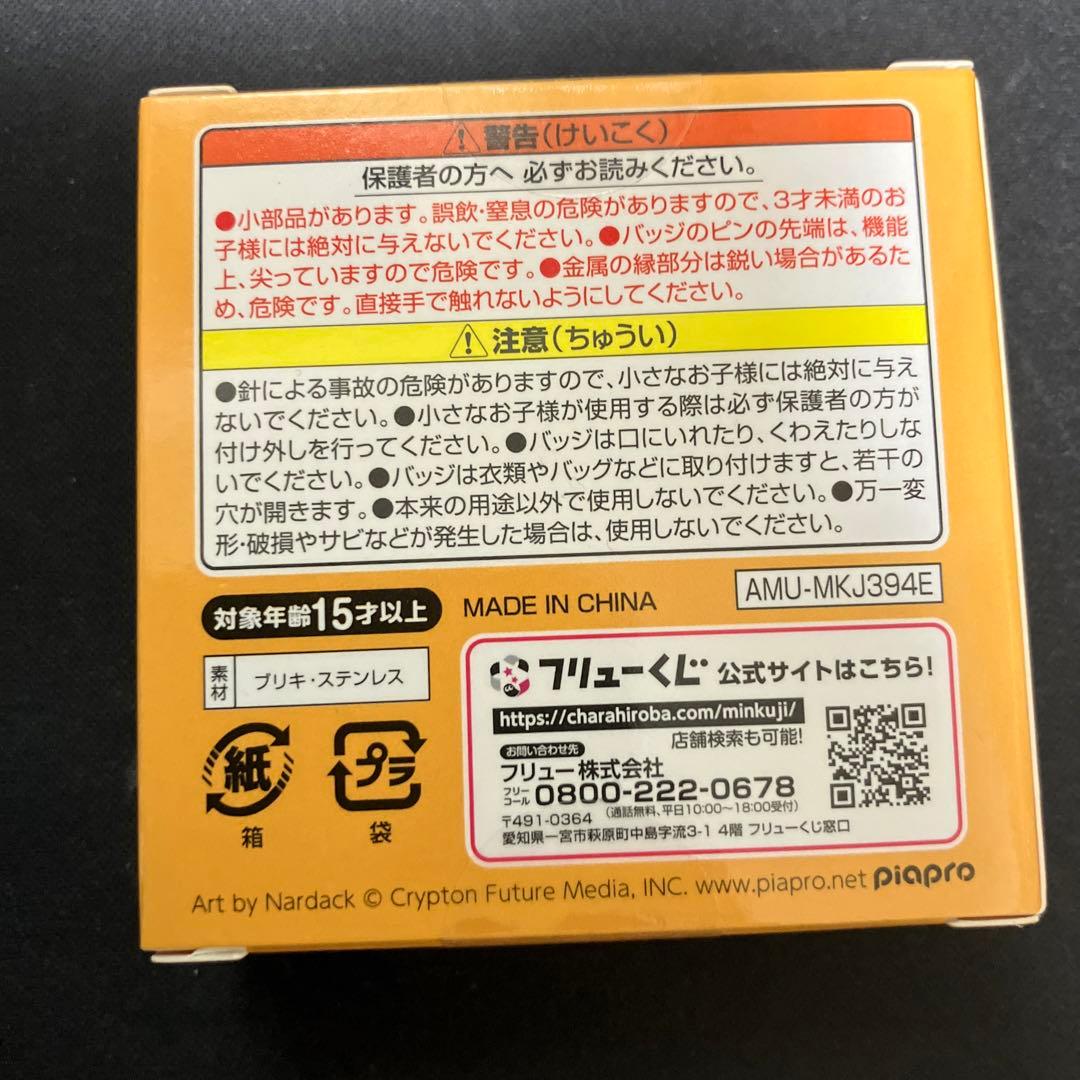 ⚠警告(けいこく)
保護者の方へ 必ずお読みください。
●小部品があります。誤飲・窒息の危険がありますので、3才未満のお
子様には絶対に与えないでください。●バッジのピンの先端は、機能
上、尖っていますので危険です。●金属の縁部分は鋭い場合があるた
め、危険です。直接手で触れないようにしてください。
⚠注意(ちゅうい)
●針による事故の危険がありますので、小さなお子様には絶対に与え
ないでください。●小さなお子様が使用する際は必ず保護者の方が
付け外しを行ってください。●バッジは口にいれたり、くわえたりしな
いでください。●バッジは衣類やバッグなどに取り付けますと、若干の
穴が開きます。●本来の用途以外で使用しないでください。●万一変
形・破損やサビなどが発生した場合は、使用しないでください。
対象年齢15才以上
MADE IN CHINA
AMU-MKJ394E
素材 ブリキ・ステンレス
紙
箱
プラ
袋
フリューくじ 公式サイトはこちら!
https://charahiroba.com/minkuji/
店舗検索も可能!
お問い合わせ先
フリュー株式会社
フリーコール 0800-222-0678
(通話無料、平日10:00~18:00受付)
〒491-0364
愛知県一宮市萩原町中島字流3-1 4階 フリューくじ窓口
Art by Nardack © Crypton Future Media, INC. www.piapro.net piapro